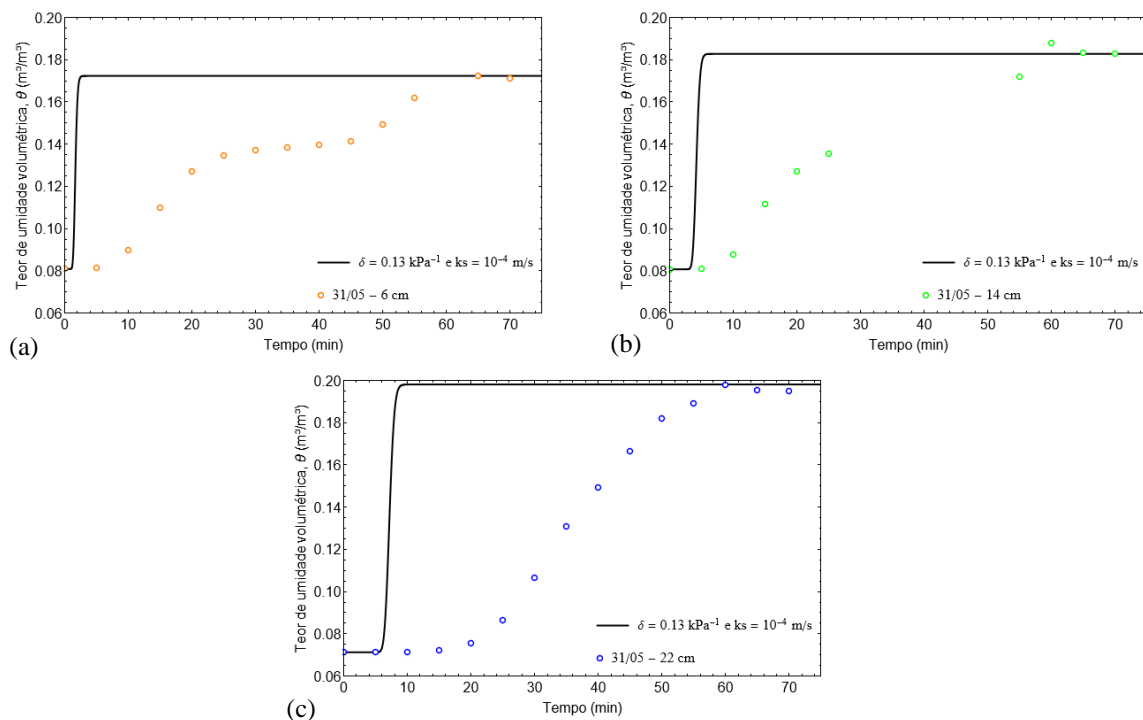 Teor de umidade volumétrica, θ (m³/m³)
0.20
0.18
0.16
0.14
0.12
0.10
0.08
0.06
δ = 0.13 kPa⁻¹ e ks = 10⁻⁴ m/s
31/05 – 6 cm
0 10 20 30 40 50 60 70
Tempo (min)
(a)
Teor de umidade volumétrica, θ (m³/m³)
0.20
0.18
0.16
0.14
0.12
0.10
0.08
0.06
δ = 0.13 kPa⁻¹ e ks = 10⁻⁴ m/s
31/05 – 14 cm
0 10 20 30 40 50 60 70
Tempo (min)
(b)
Teor de umidade volumétrica, θ (m³/m³)
0.20
0.18
0.16
0.14
0.12
0.10
0.08
0.06
δ = 0.13 kPa⁻¹ e ks = 10⁻⁴ m/s
31/05 – 22 cm
0 10 20 30 40 50 60 70
Tempo (min)
(c)